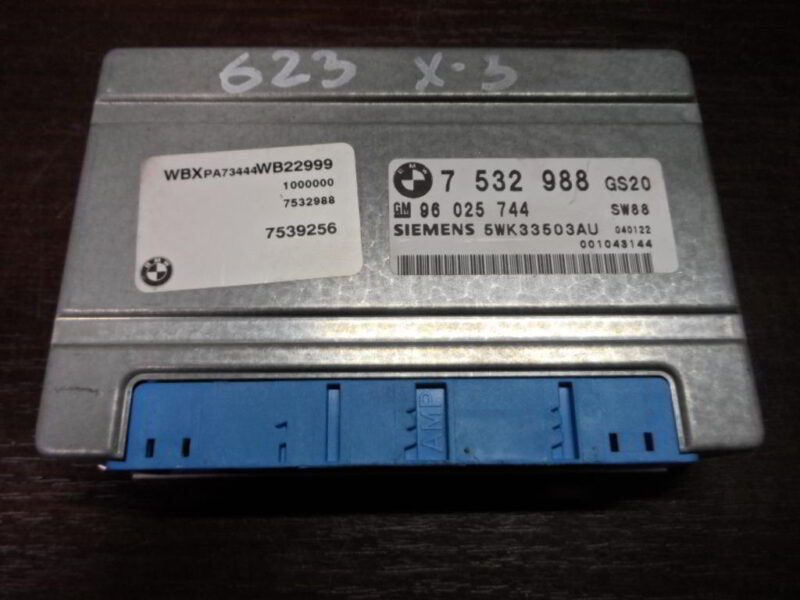 623 X-3
WBXPA73444WB22999
1000000
7532988
7539256
BMW 7 532 988 GS20
GM 96 025 744 SW88
SIEMENS 5WK33503AU 040122
001043144
AMP